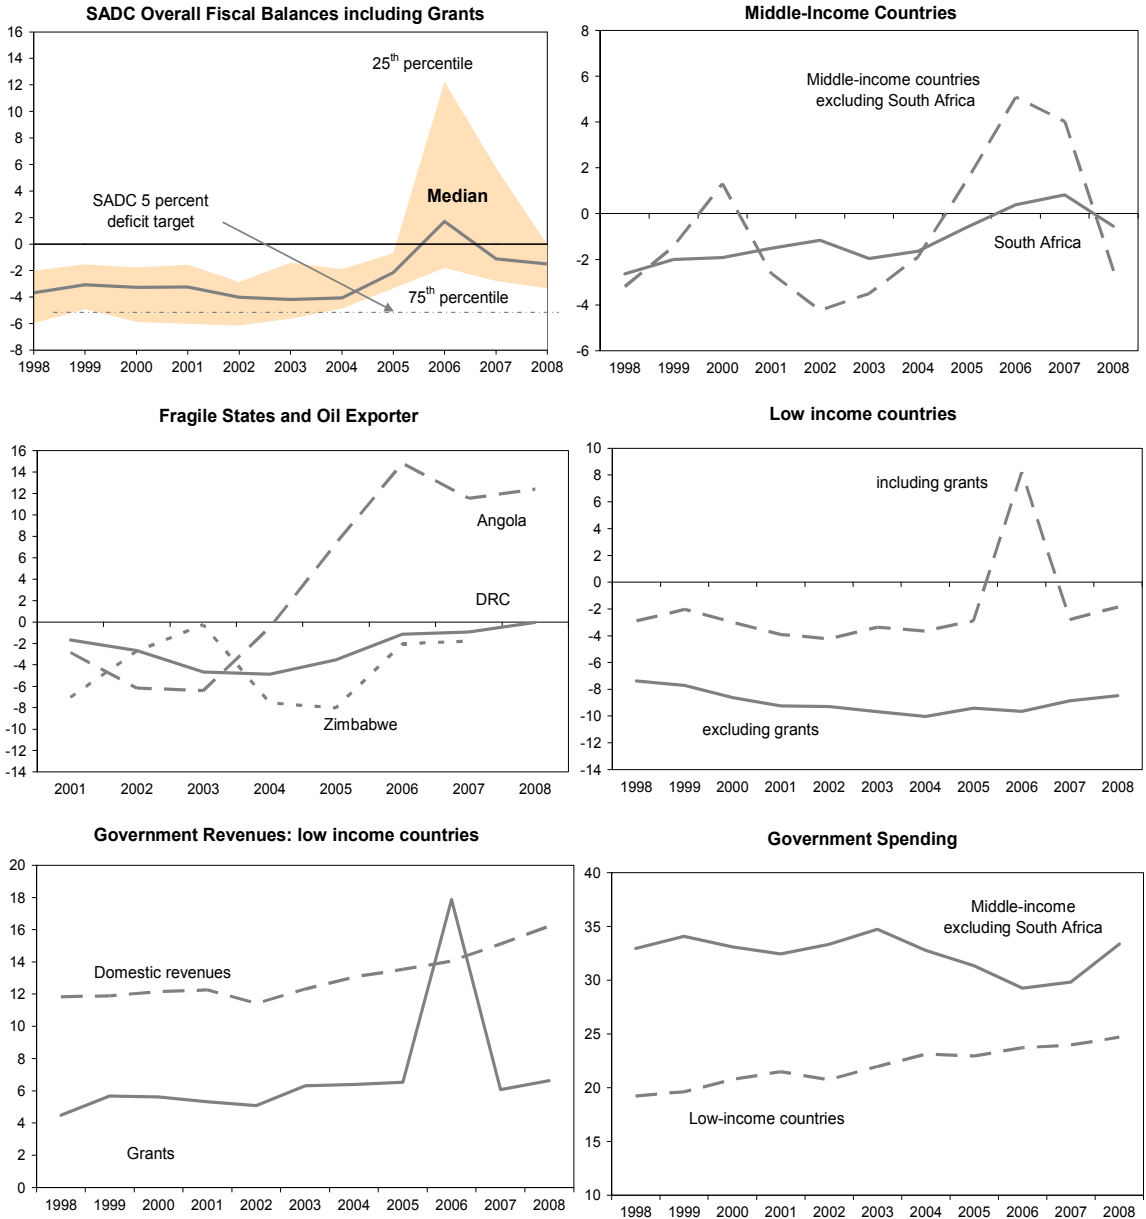 SADC Overall Fiscal Balances including Grants
16
14
12
10
8
6
4
2
0
-2
-4
-6
-8
25th percentile
Median
SADC 5 percent
deficit target
75th percentile
1998 1999 2000 2001 2002 2003 2004 2005 2006 2007 2008
Middle-Income Countries
8
6
4
2
0
-2
-4
-6
Middle-income countries
excluding South Africa
South Africa
1998 1999 2000 2001 2002 2003 2004 2005 2006 2007 2008
Fragile States and Oil Exporter
16
14
12
10
8
6
4
2
0
-2
-4
-6
-8
-10
-12
-14
Angola
DRC
Zimbabwe
2001 2002 2003 2004 2005 2006 2007 2008
Low income countries
10
8
6
4
2
0
-2
-4
-6
-8
-10
-12
-14
including grants
excluding grants
1998 1999 2000 2001 2002 2003 2004 2005 2006 2007 2008
Government Revenues: low income countries
20
18
16
14
12
10
8
6
4
2
0
Domestic revenues
Grants
1998 1999 2000 2001 2002 2003 2004 2005 2006 2007 2008
Government Spending
40
35
30
25
20
15
10
Middle-income
excluding South Africa
Low-income countries
1998 1999 2000 2001 2002 2003 2004 2005 2006 2007 2008